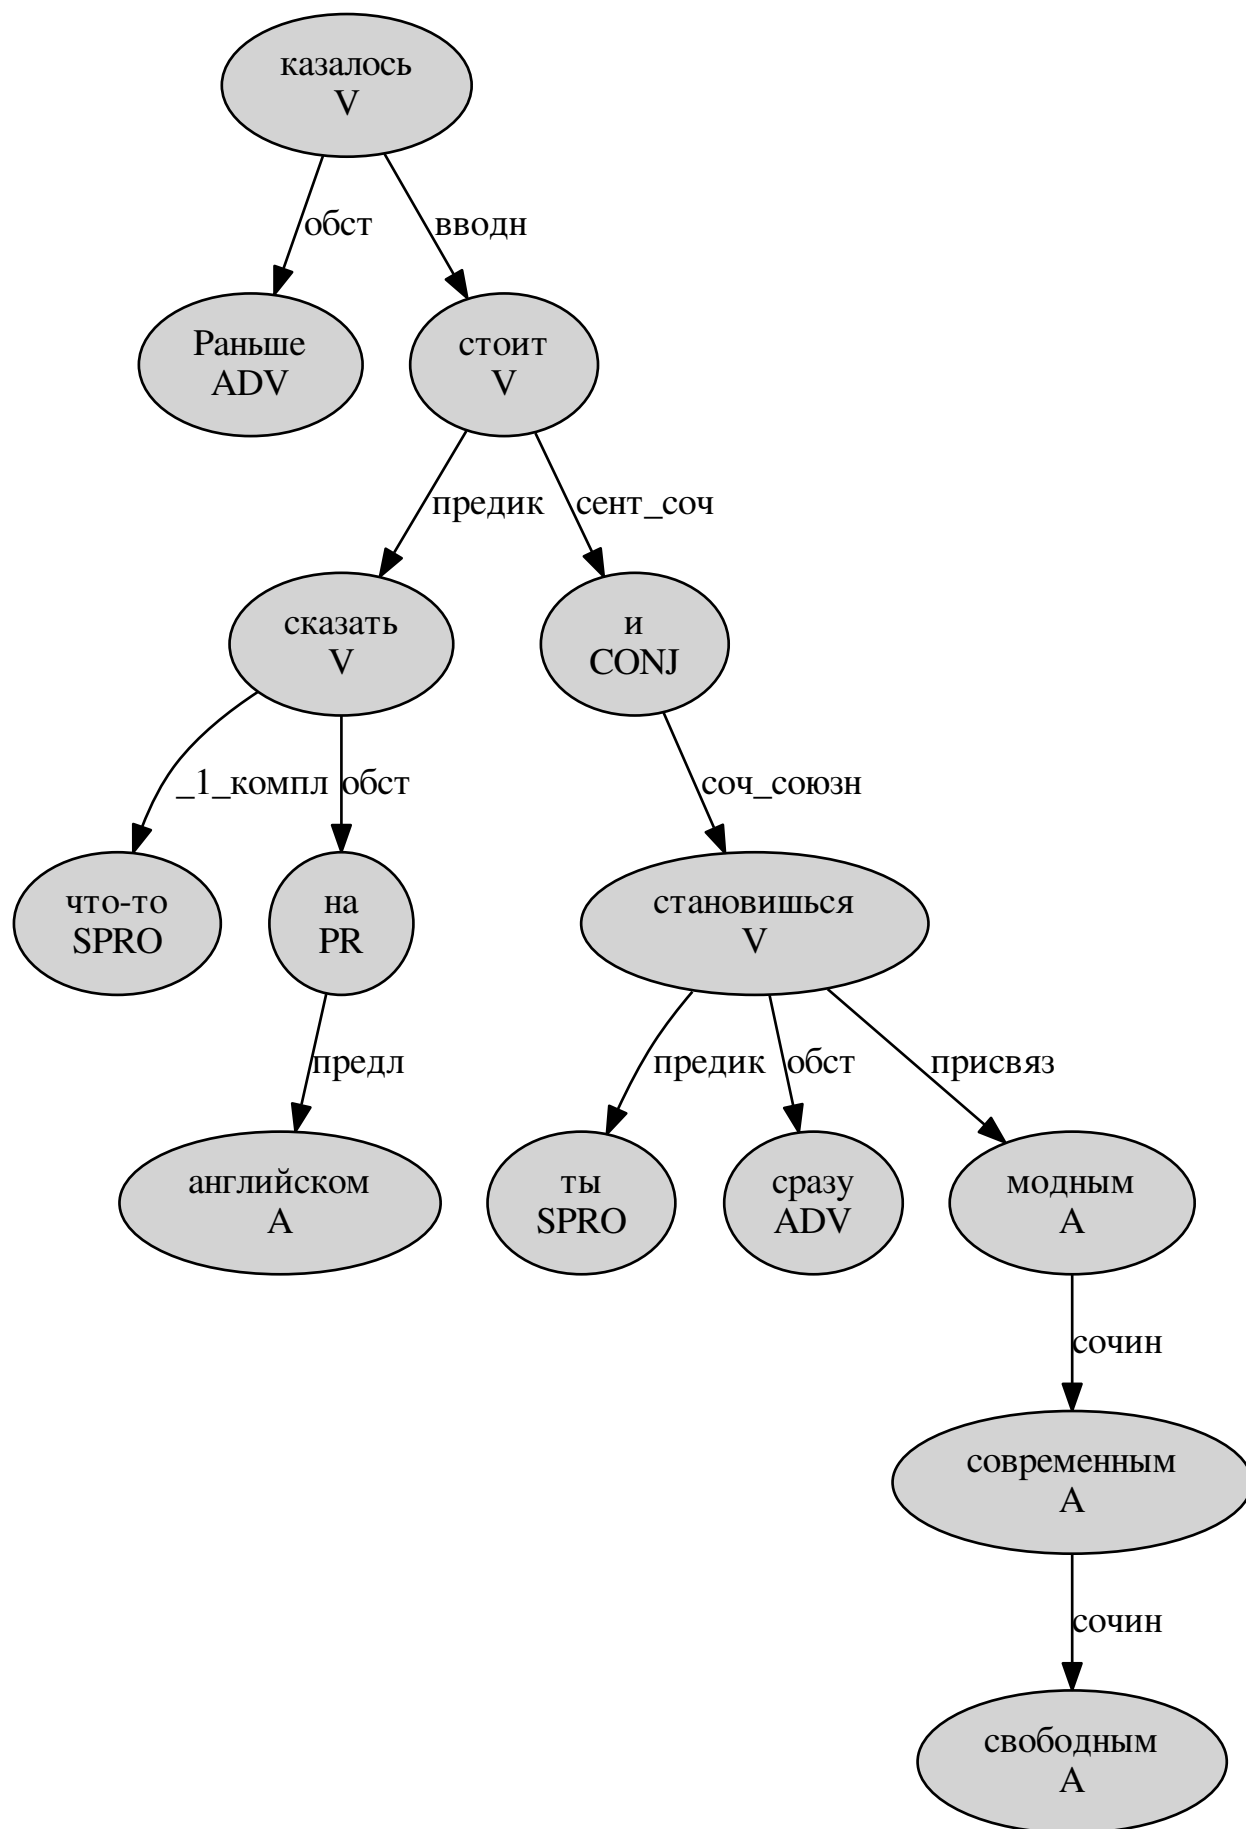 казалось
V
обст
вводн
Раньше
ADV
стоит
V
предик
сент_соч
сказать
V
и
CONJ
_1_компл
обст
соч_союзн
что-то
SPRO
на
PR
становишься
V
предл
предик
обст
присвяз
английском
A
ты
SPRO
сразу
ADV
модным
A
сочин
современным
A
сочин
свободным
A